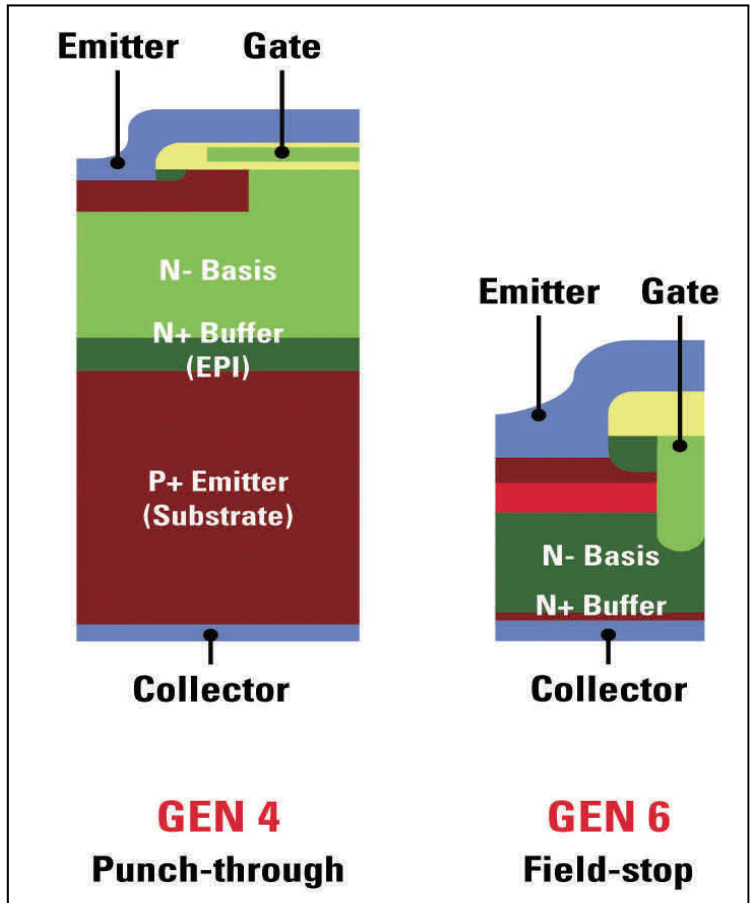 Emitter
Gate
N- Basis
N+ Buffer
(EPI)
P+ Emitter
(Substrate)
Collector
GEN 4
Punch-through
Emitter
Gate
N- Basis
N+ Buffer
Collector
GEN 6
Field-stop